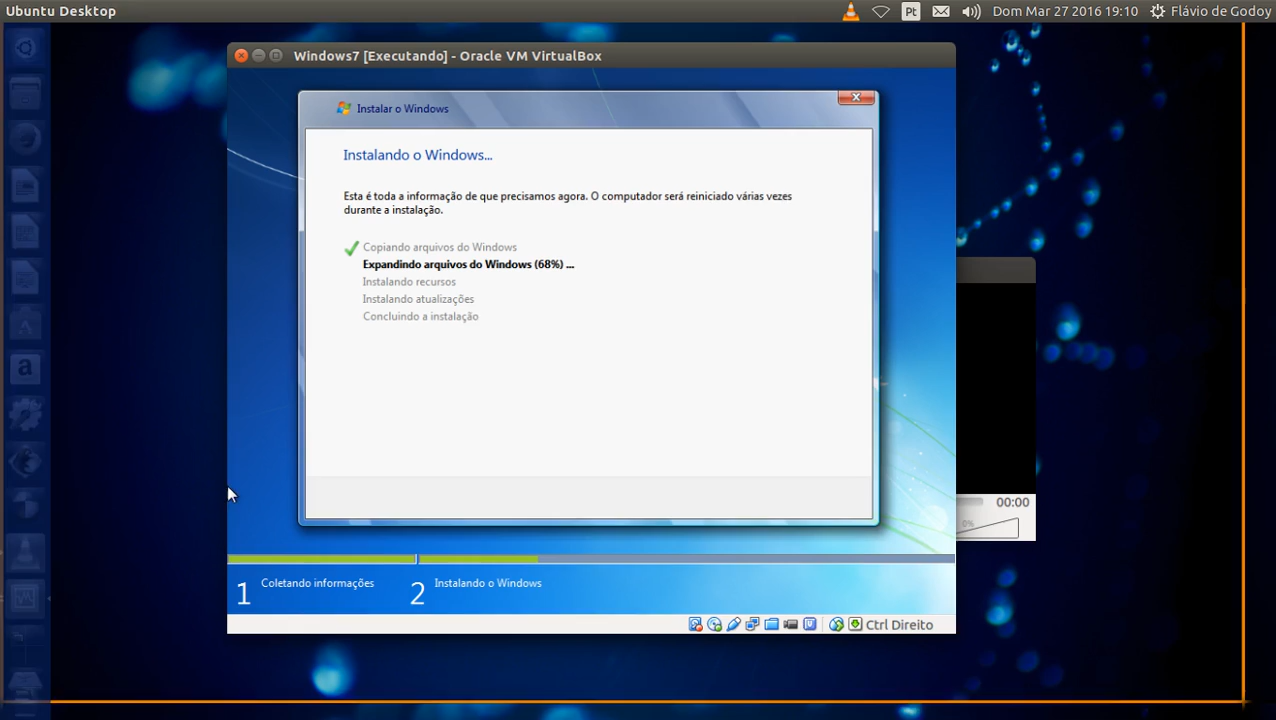 Ubuntu Desktop
Pt
Dom Mar 27 2016 19:10
Flávio de Godoy
Windows7 [Executando] - Oracle VM VirtualBox
Instalar o Windows
Instalando o Windows...
Esta é toda a informação de que precisamos agora. O computador será reiniciado várias vezes
durante a instalação.
Copiando arquivos do Windows
Expandindo arquivos do Windows (68%) ...
Instalando recursos
Instalando atualizações
Concluindo a instalação
00:00
0%
1 Coletando informações
2 Instalando o Windows
Ctrl Direito